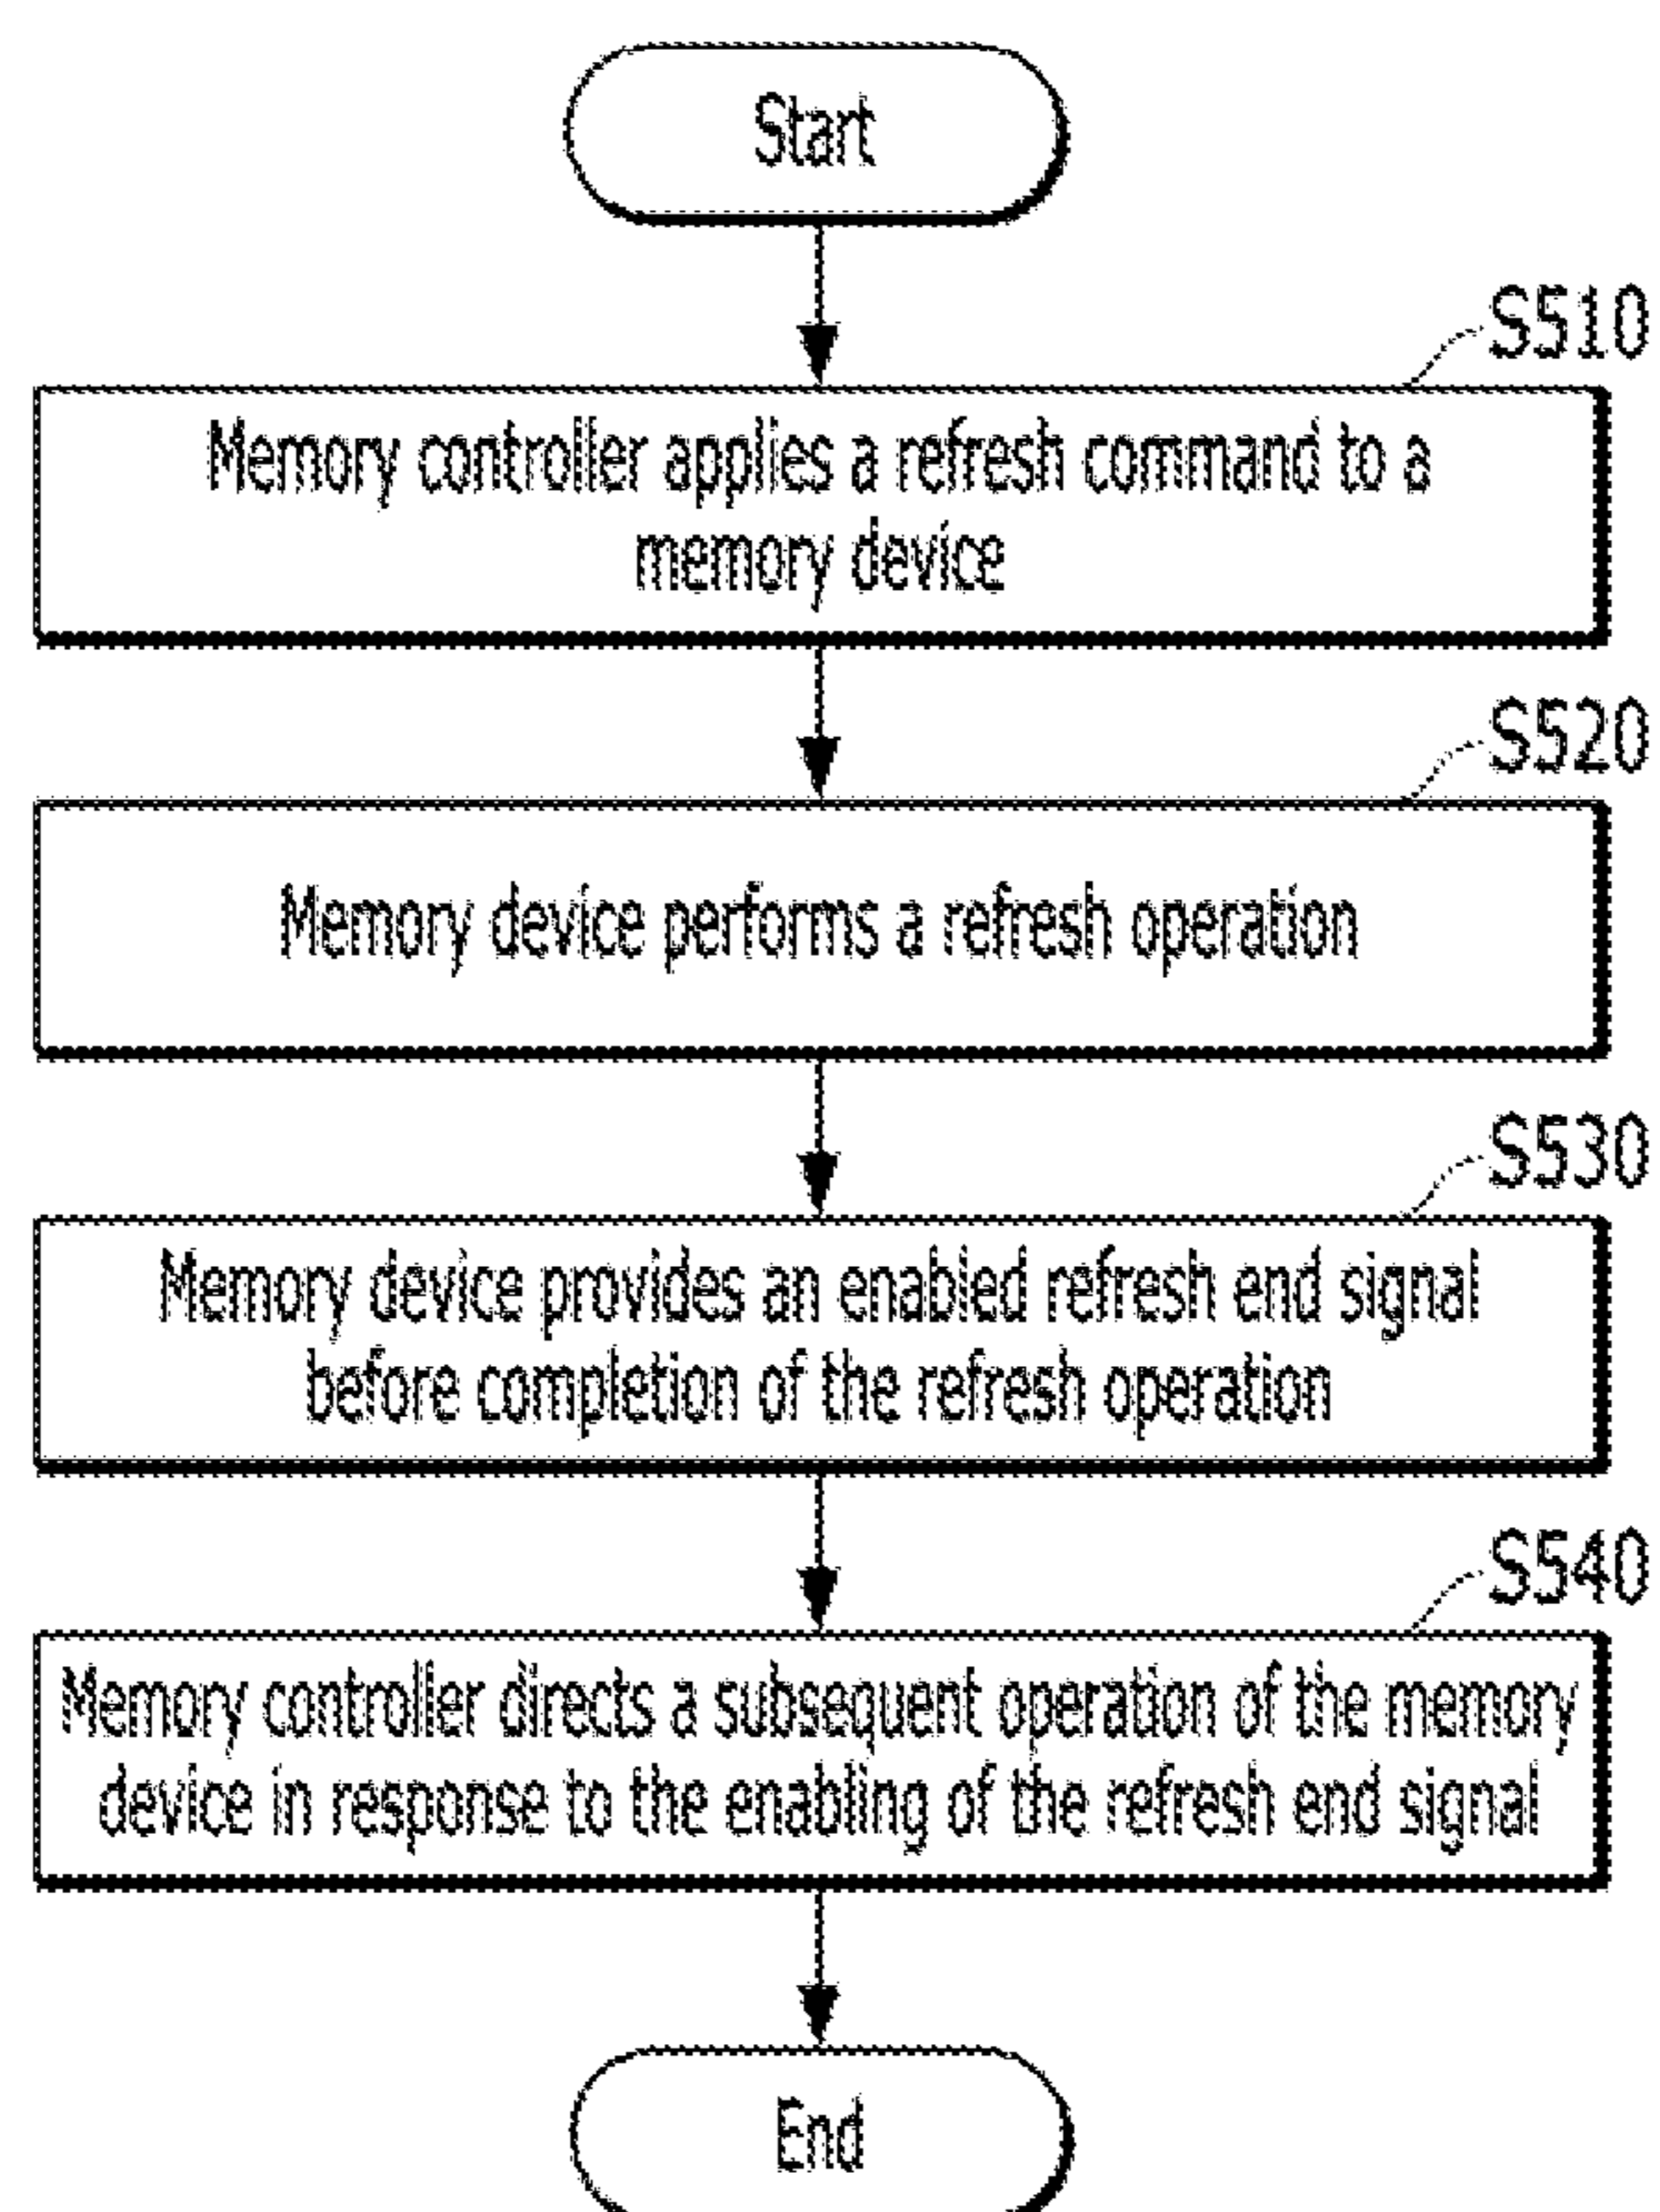 Start
S510
Memory controller applies a refresh command to a
memory device
S520
Memory device performs a refresh operation
S530
Memory device provides an enabled refresh end signal
before completion of the refresh operation
S540
Memory controller directs a subsequent operation of the memory
device in response to the enabling of the refresh end signal
End